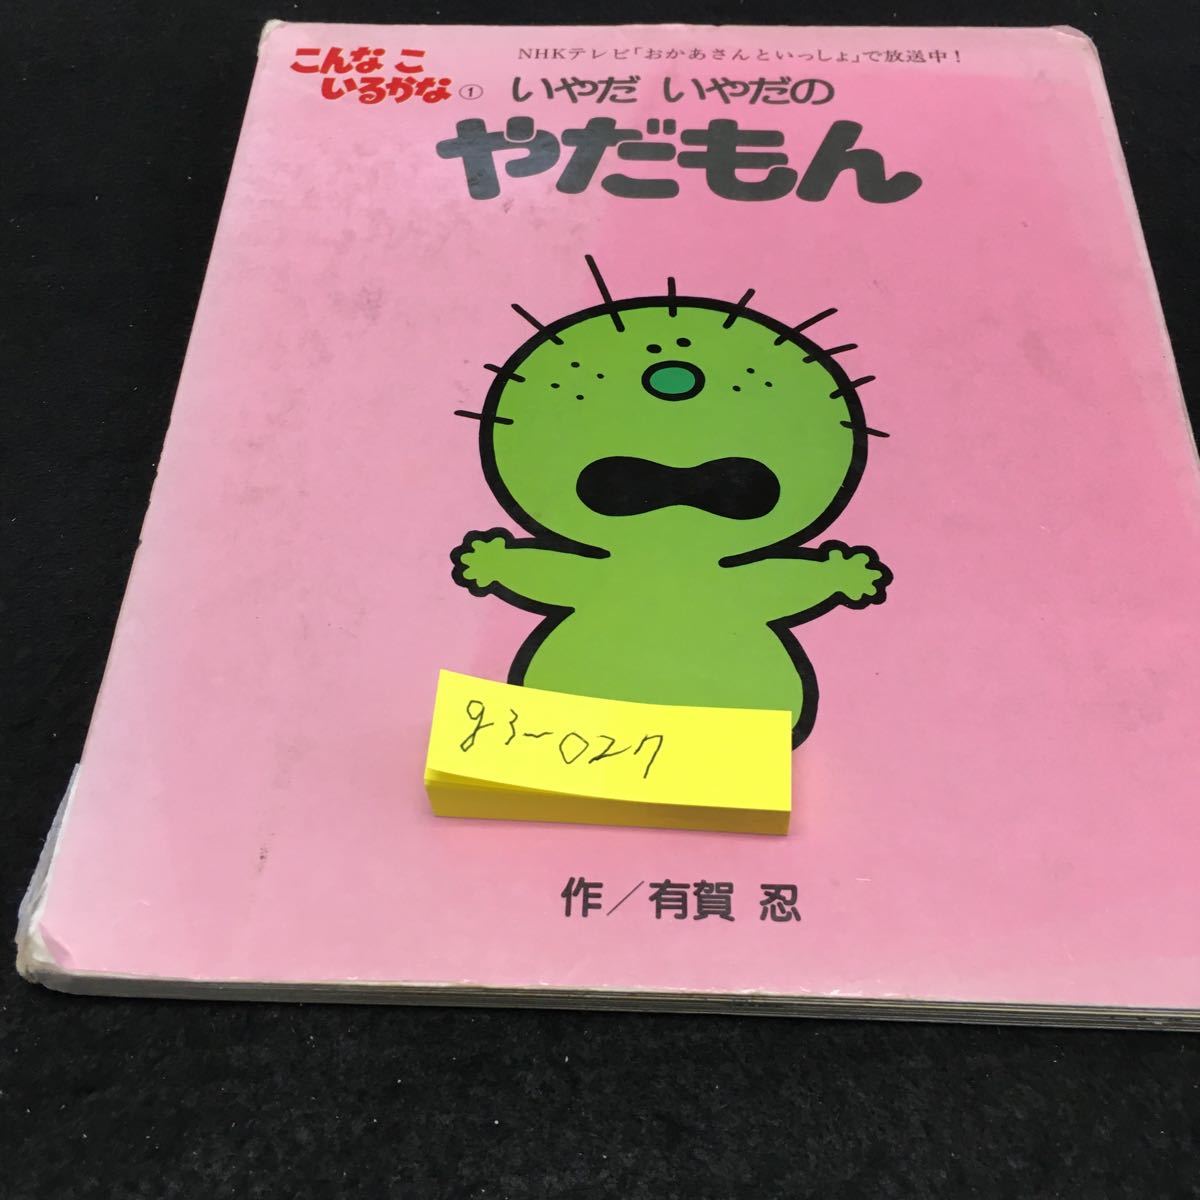 NHKテレビ「おかあさんといっしょ」で放送中!
こんな こ
いるかな ①
いやだ いやだの
やだもん
g3-027
作/有賀 忍